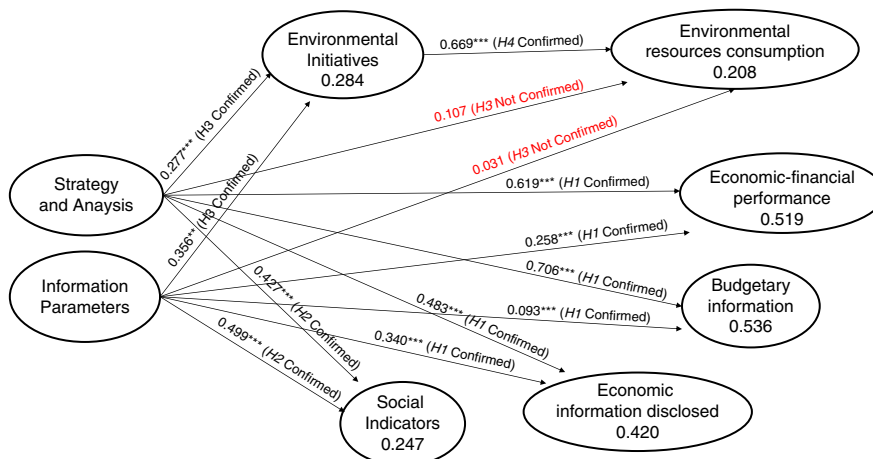 Environmental
Initiatives
0.284
0.669*** (H4 Confirmed)
Environmental
resources consumption
0.208
0.277*** (H3 Confirmed)
0.107 (H3 Not Confirmed)
0.031 (H3 Not Confirmed)
Strategy
and Anaysis
0.356** (H3 Confirmed)
0.619*** (H1 Confirmed)
Economic-financial
performance
0.519
0.258*** (H1 Confirmed)
0.706*** (H1 Confirmed)
Information
Parameters
0.427*** (H2 Confirmed)
0.483*** (H1 Confirmed)
0.093*** (H1 Confirmed)
Budgetary
information
0.536
0.499*** (H2 Confirmed)
0.340*** (H1 Confirmed)
Social
Indicators
0.247
Economic
information disclosed
0.420